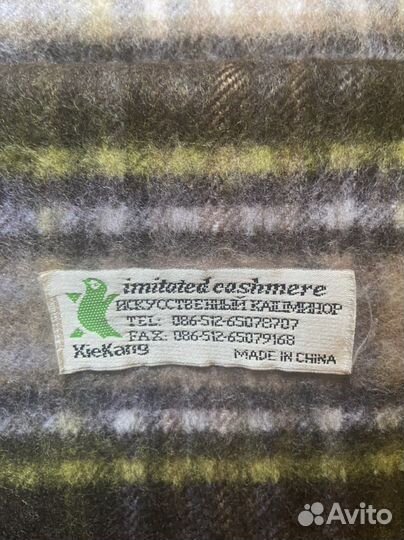 imitated cashmere
ИСКУССТВЕННЫЙ КАШМИНОР
TEL: 086-512-65078707
FAX: 086-512-65079168
XieKang MADE IN CHINA
Avito